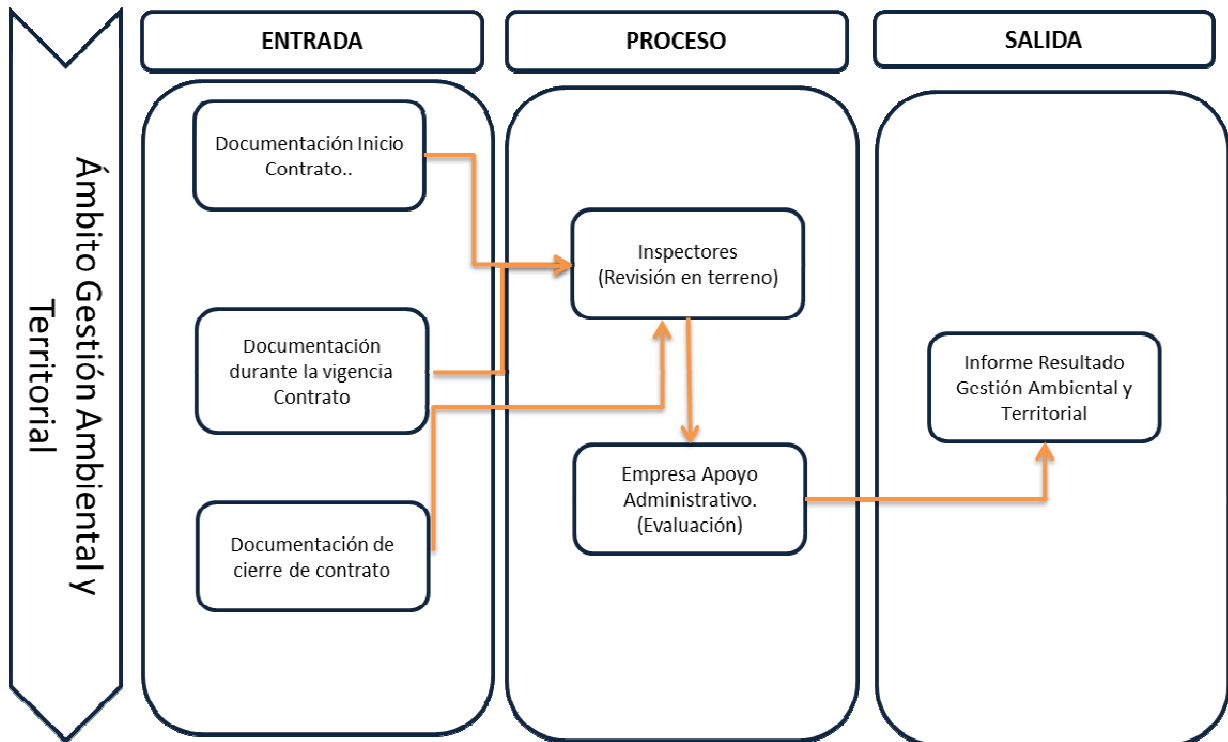 Ámbito Gestión Ambiental y
Territorial
ENTRADA
PROCESO
SALIDA
Documentación Inicio
Contrato..
Documentación
durante la vigencia
Contrato
Documentación de
cierre de contrato
Inspectores
(Revisión en terreno)
Empresa Apoyo
Administrativo.
(Evaluación)
Informe Resultado
Gestión Ambiental y
Territorial